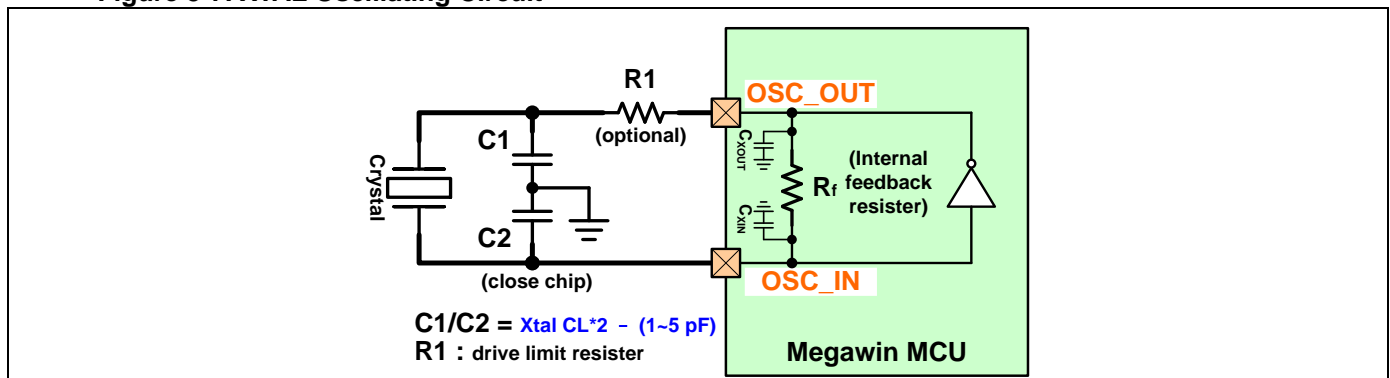 R1
(optional)
OSC_OUT
C1
CXOUT
Crystal
Rf
(Internal
feedback
resister)
CXIN
C2
(close chip)
OSC_IN
C1/C2 = Xtal CL*2 - (1~5 pF)
R1 : drive limit resister
Megawin MCU